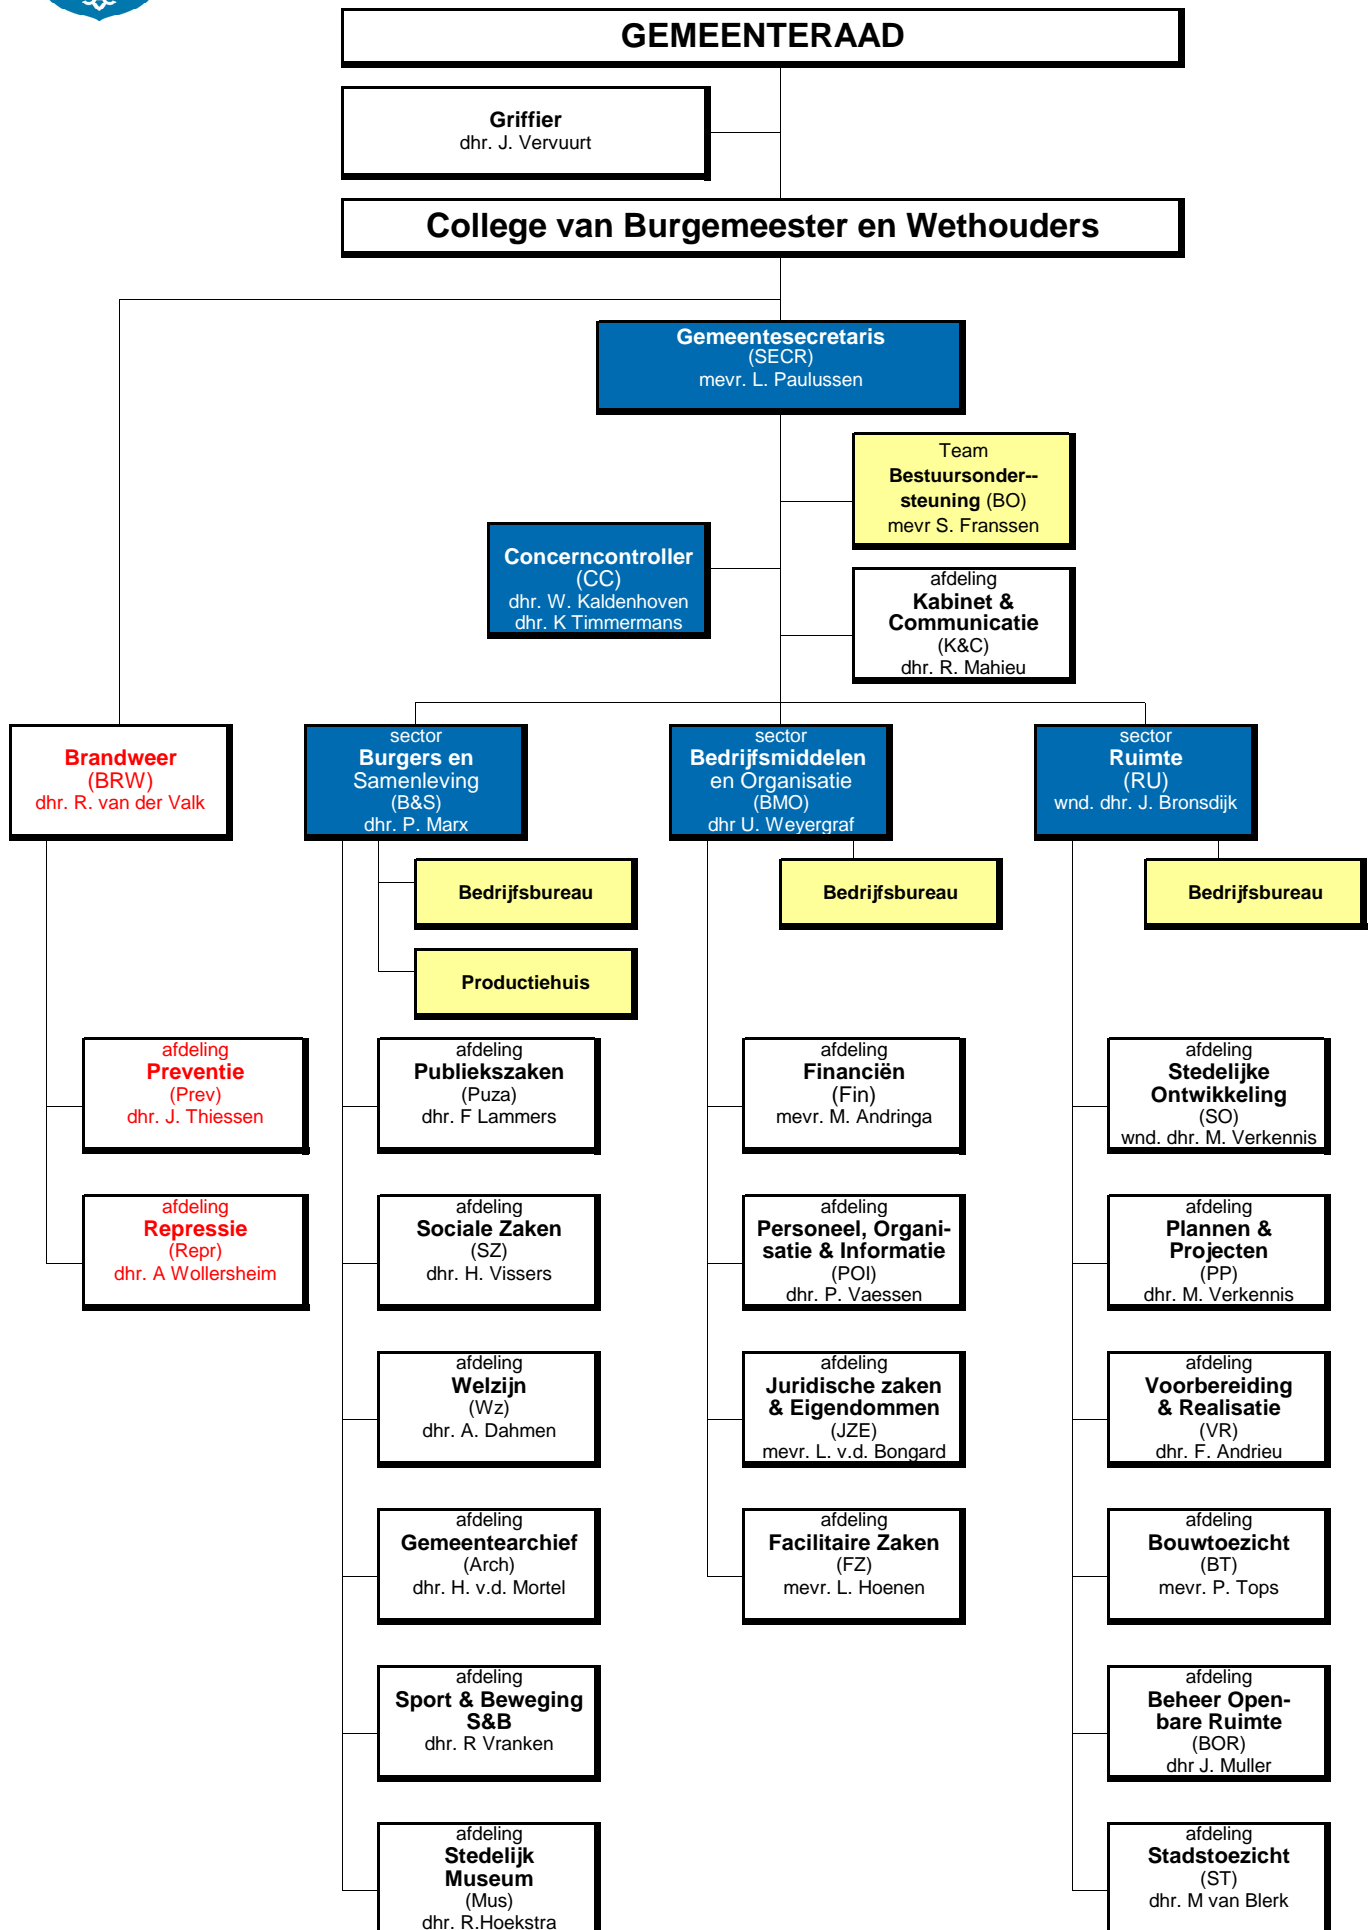 GEMEENTERAAD
Griffier
dhr. J. Vervuurt
College van Burgemeester en Wethouders
Gemeentesecretaris
(SECR)
mevr. L. Paulussen
Team
Bestuursonder--
steuning (BO)
mevr S. Franssen
Concerncontroller
(CC)
dhr. W. Kaldenhoven
dhr. K Timmermans
afdeling
Kabinet &
Communicatie
(K&C)
dhr. R. Mahieu
Brandweer
(BRW)
dhr. R. van der Valk
sector
Burgers en
Samenleving
(B&S)
dhr. P. Marx
sector
Bedrijfsmiddelen
en Organisatie
(BMO)
dhr U. Weyergraf
sector
Ruimte
(RU)
wnd. dhr. J. Bronsdijk
Bedrijfsbureau
Bedrijfsbureau
Bedrijfsbureau
Productiehuis
afdeling
Preventie
(Prev)
dhr. J. Thiessen
afdeling
Publiekszaken
(Puza)
dhr. F Lammers
afdeling
Financiën
(Fin)
mevr. M. Andringa
afdeling
Stedelijke
Ontwikkeling
(SO)
wnd. dhr. M. Verkennis
afdeling
Repressie
(Repr)
dhr. A Wollersheim
afdeling
Sociale Zaken
(SZ)
dhr. H. Vissers
afdeling
Personeel, Organi-
satie & Informatie
(POI)
dhr. P. Vaessen
afdeling
Plannen &
Projecten
(PP)
dhr. M. Verkennis
afdeling
Welzijn
(Wz)
dhr. A. Dahmen
afdeling
Juridische zaken
& Eigendommen
(JZE)
mevr. L. v.d. Bongard
afdeling
Voorbereiding
& Realisatie
(VR)
dhr. F. Andrieu
afdeling
Gemeentearchief
(Arch)
dhr. H. v.d. Mortel
afdeling
Facilitaire Zaken
(FZ)
mevr. L. Hoenen
afdeling
Bouwtoezicht
(BT)
mevr. P. Tops
afdeling
Sport & Beweging
S&B
dhr. R Vranken
afdeling
Beheer Open-
bare Ruimte
(BOR)
dhr J. Muller
afdeling
Stedelijk
Museum
(Mus)
dhr. R.Hoekstra
afdeling
Stadstoezicht
(ST)
dhr. M van Blerk